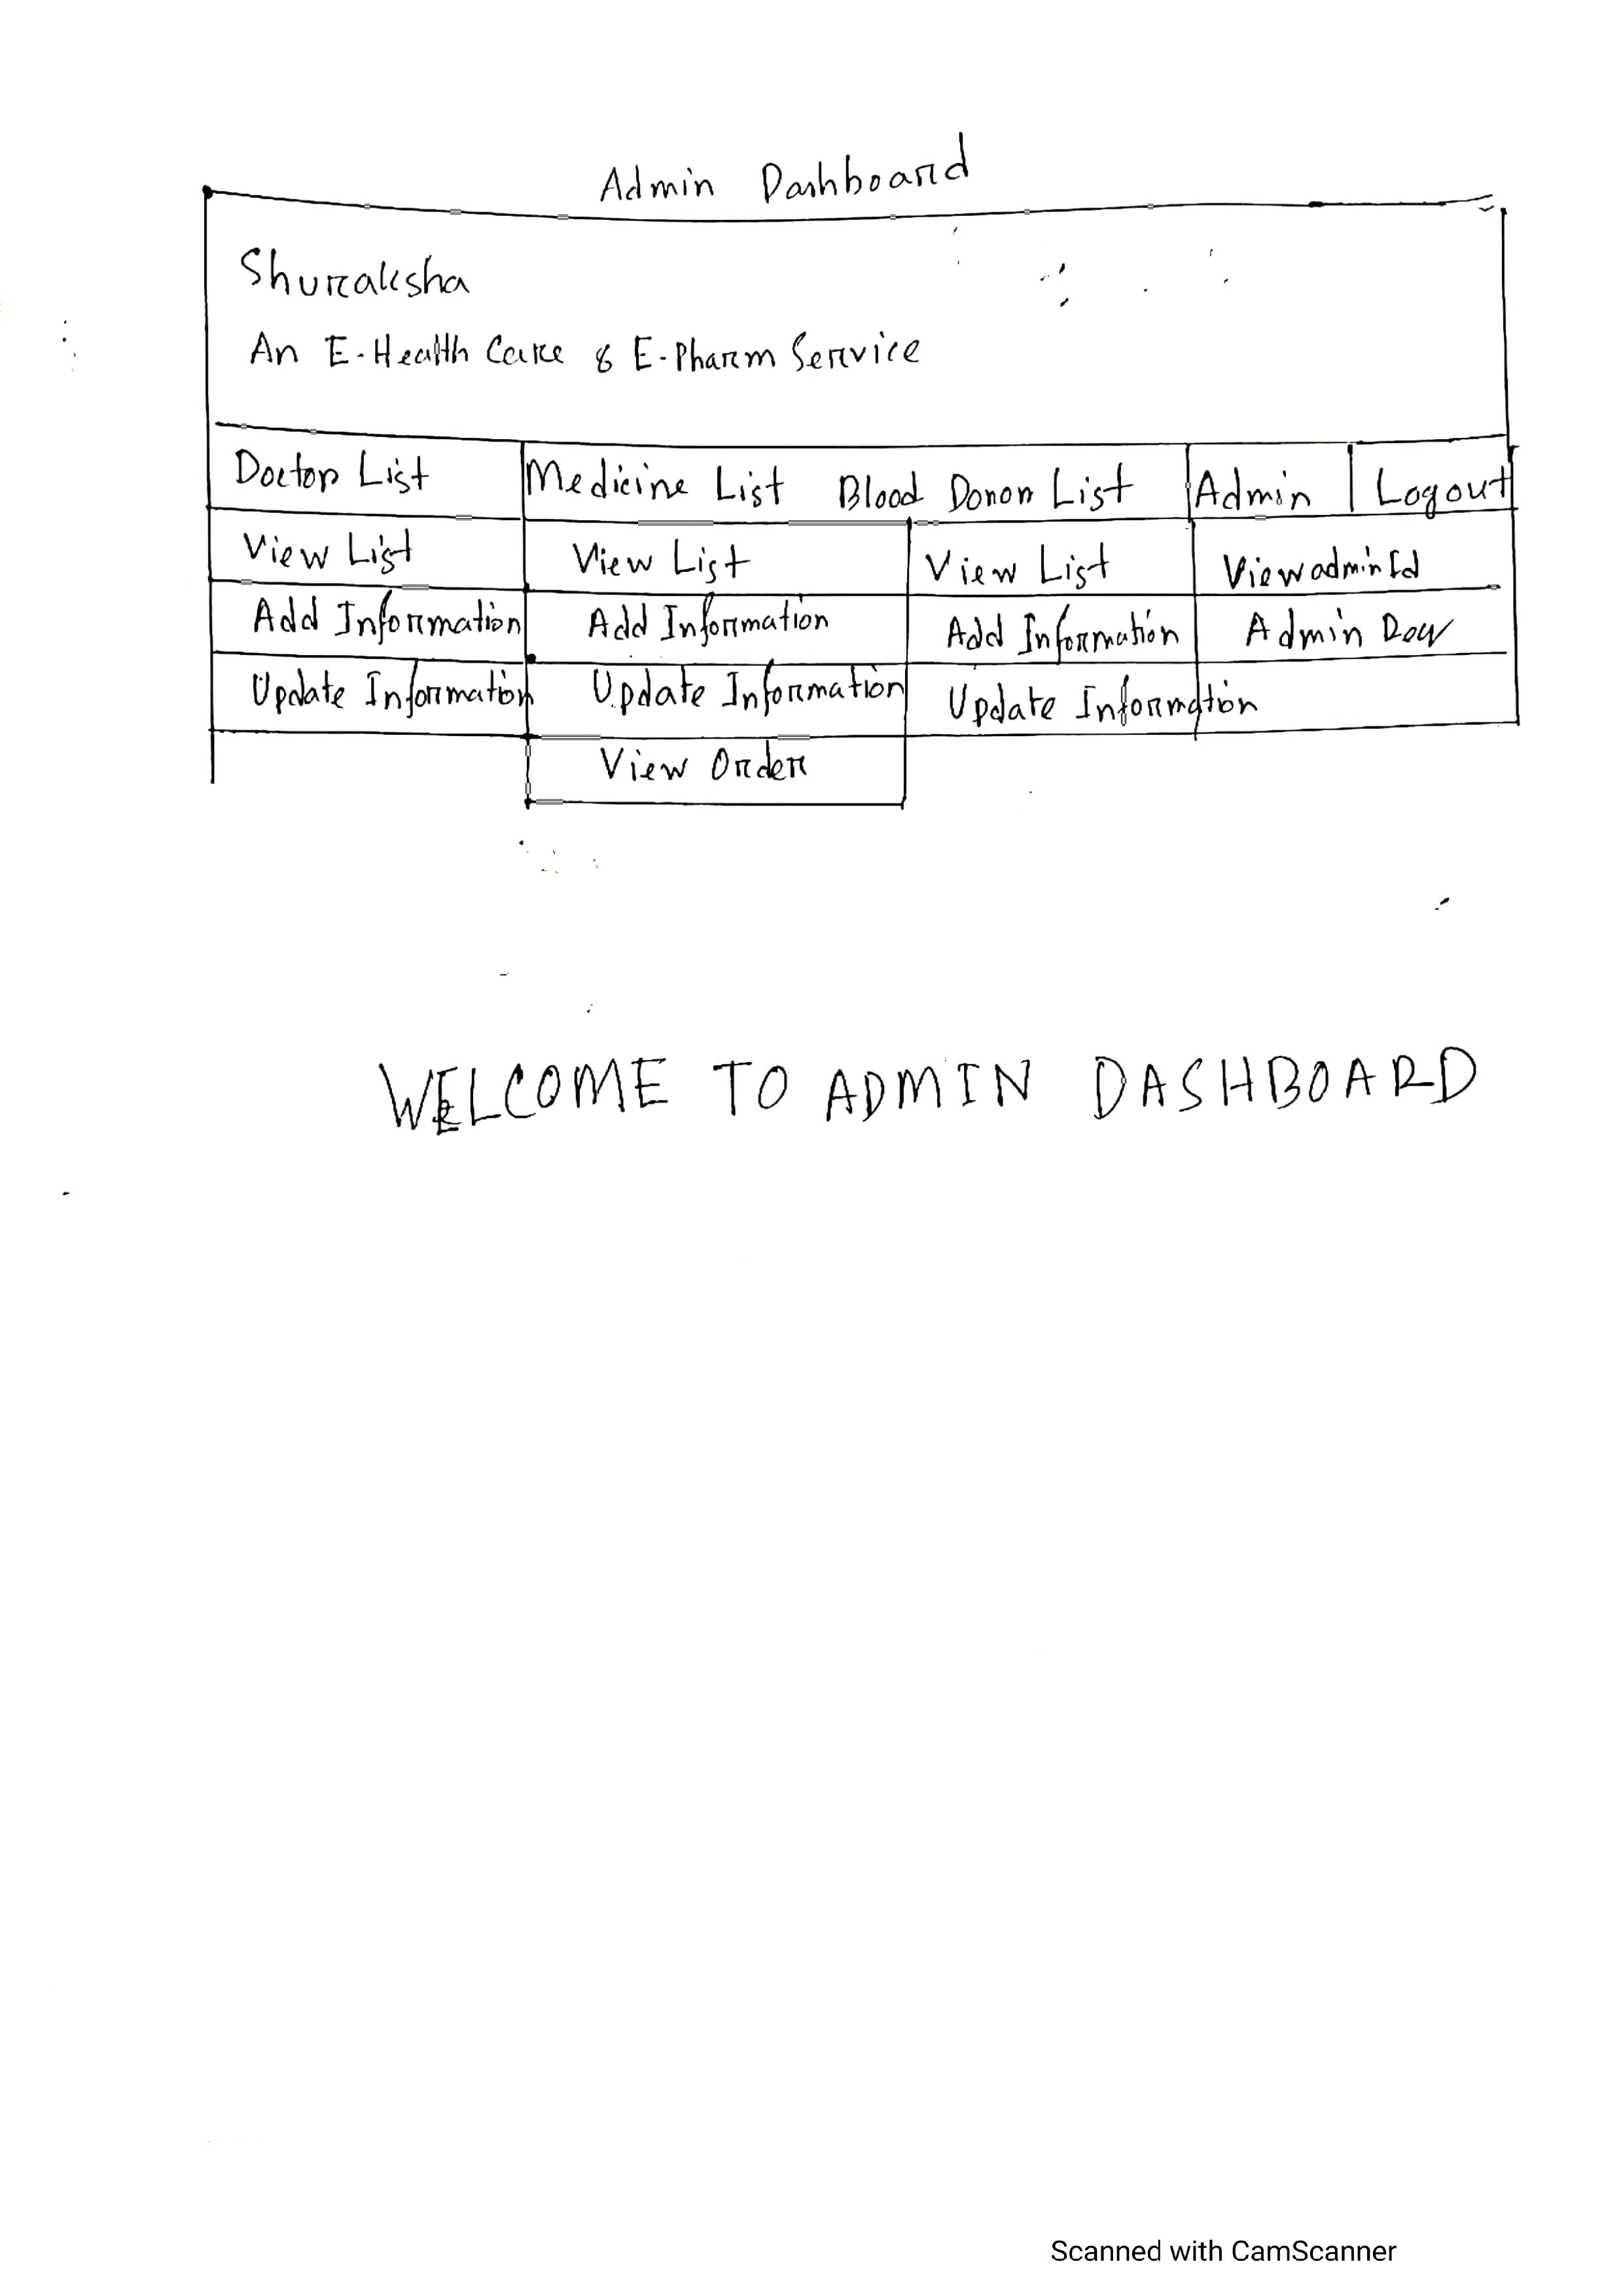 Admin Dashboard
Shuraksha
An E-Health Care & E-Pharm Service
Doctor List Medicine List Blood Donor List Admin Logout
View List View List View List View admin Id
Add Information Add Information Add Information Admin
Update Information Update Information Update Information
View Order
WELCOME TO ADMIN DASHBOARD
Scanned with CamScanner